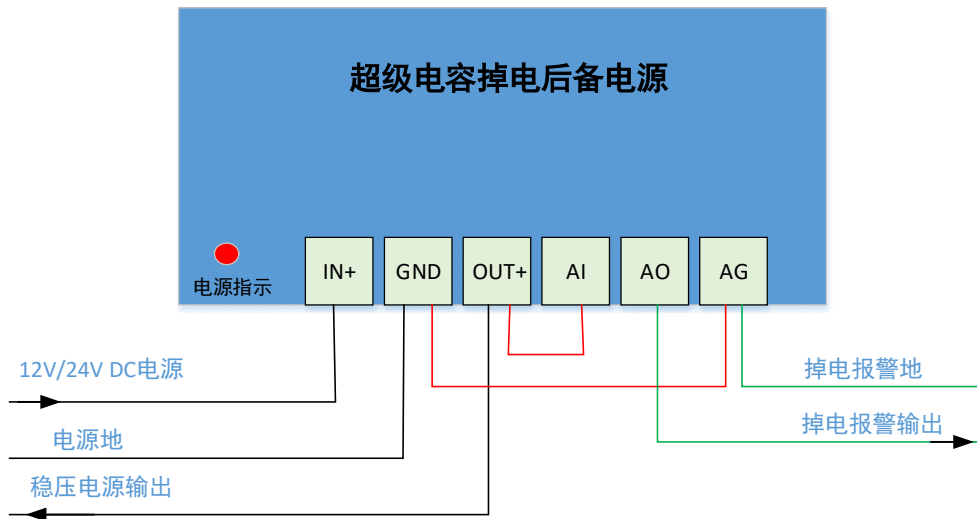 超级电容掉电后备电源
电源指示
IN+
GND
OUT+
AI
AO
AG
12V/24V DC电源
掉电报警地
电源地
掉电报警输出
稳压电源输出